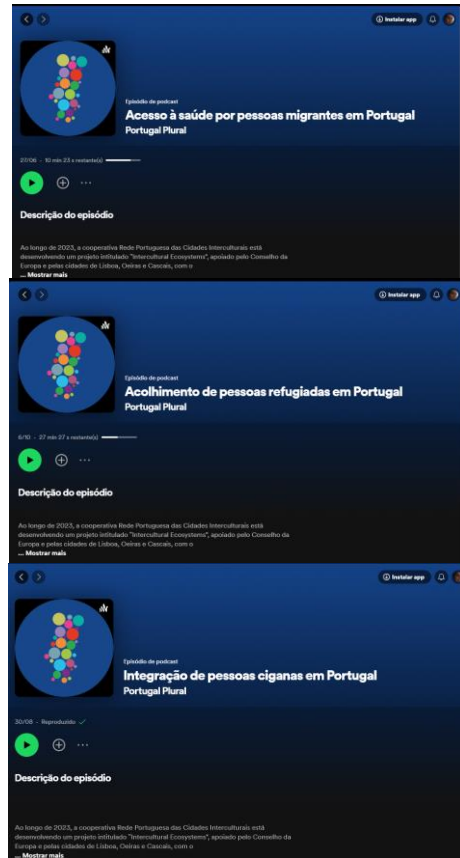 Instalar app
Episódio de podcast
Acesso à saúde por pessoas migrantes em Portugal
Portugal Plural
27/06 - 10 min 23 s restante(s)
Descrição do episódio
Ao longo de 2023, a cooperativa Rede Portuguesa das Cidades Interculturais está
desenvolvendo um projeto intitulado "Intercultural Ecosystems", apoiado pelo Conselho da
Europa e pelas cidades de Lisboa, Oeiras e Cascais, com o
... Mostrar mais
Instalar app
Episódio de podcast
Acolhimento de pessoas refugiadas em Portugal
Portugal Plural
6/10 - 27 min 27 s restante(s)
Descrição do episódio
Ao longo de 2023, a cooperativa Rede Portuguesa das Cidades Interculturais está
desenvolvendo um projeto intitulado "Intercultural Ecosystems", apoiado pelo Conselho da
Europa e pelas cidades de Lisboa, Oeiras e Cascais, com o
... Mostrar mais
Instalar app
Episódio de podcast
Integração de pessoas ciganas em Portugal
Portugal Plural
30/08 - Reproduzido
Descrição do episódio
Ao longo de 2023, a cooperativa Rede Portuguesa das Cidades Interculturais está
desenvolvendo um projeto intitulado "Intercultural Ecosystems", apoiado pelo Conselho da
Europa e pelas cidades de Lisboa, Oeiras e Cascais, com o
... Mostrar mais